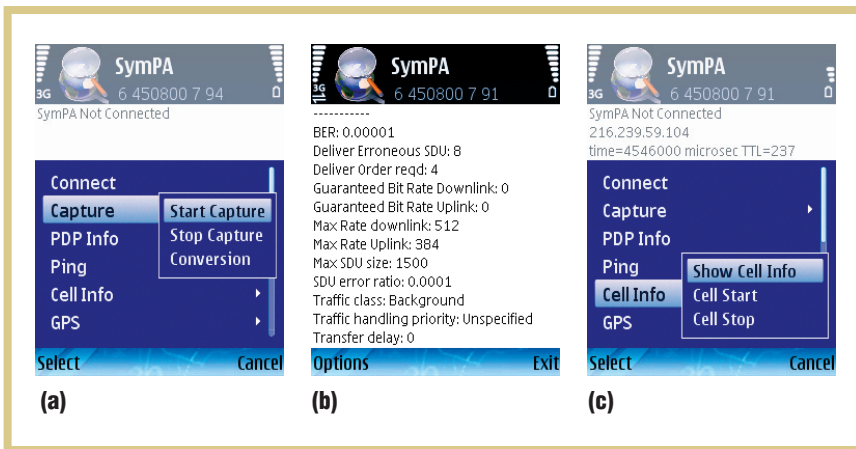 SymPA
3G 6 450800 7 94
SymPA Not Connected
Connect
Capture
Start Capture
Stop Capture
Conversion
PDP Info
Ping
Cell Info
GPS
Select Cancel
(a)
SymPA
3G 6 450800 7 91
-----------
BER: 0.00001
Deliver Erroneous SDU: 8
Deliver Order reqd: 4
Guaranteed Bit Rate Downlink: 0
Guaranteed Bit Rate Uplink: 0
Max Rate downlink: 512
Max Rate Uplink: 384
Max SDU size: 1500
SDU error ratio: 0.0001
Traffic class: Background
Traffic handling priority: Unspecified
Transfer delay: 0
Options Exit
(b)
SymPA
3G 6 450800 7 91
SymPA Not Connected
216.239.59.104
time=4546000 microsec TTL=237
Connect
Capture
PDP Info
Ping
Cell Info
Show Cell Info
Cell Start
Cell Stop
GPS
Select Cancel
(c)